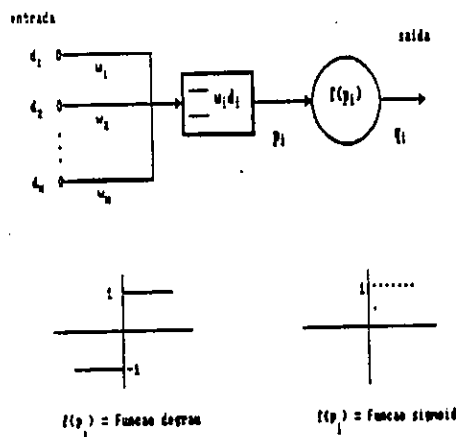 entrada
saida
d1
w1
d2
w2
wi di
f(pi)
pi
qi
dN
wN
1
-1
1
f(pi) = Funcao degrau
f(pi) = Funcao sigmoid